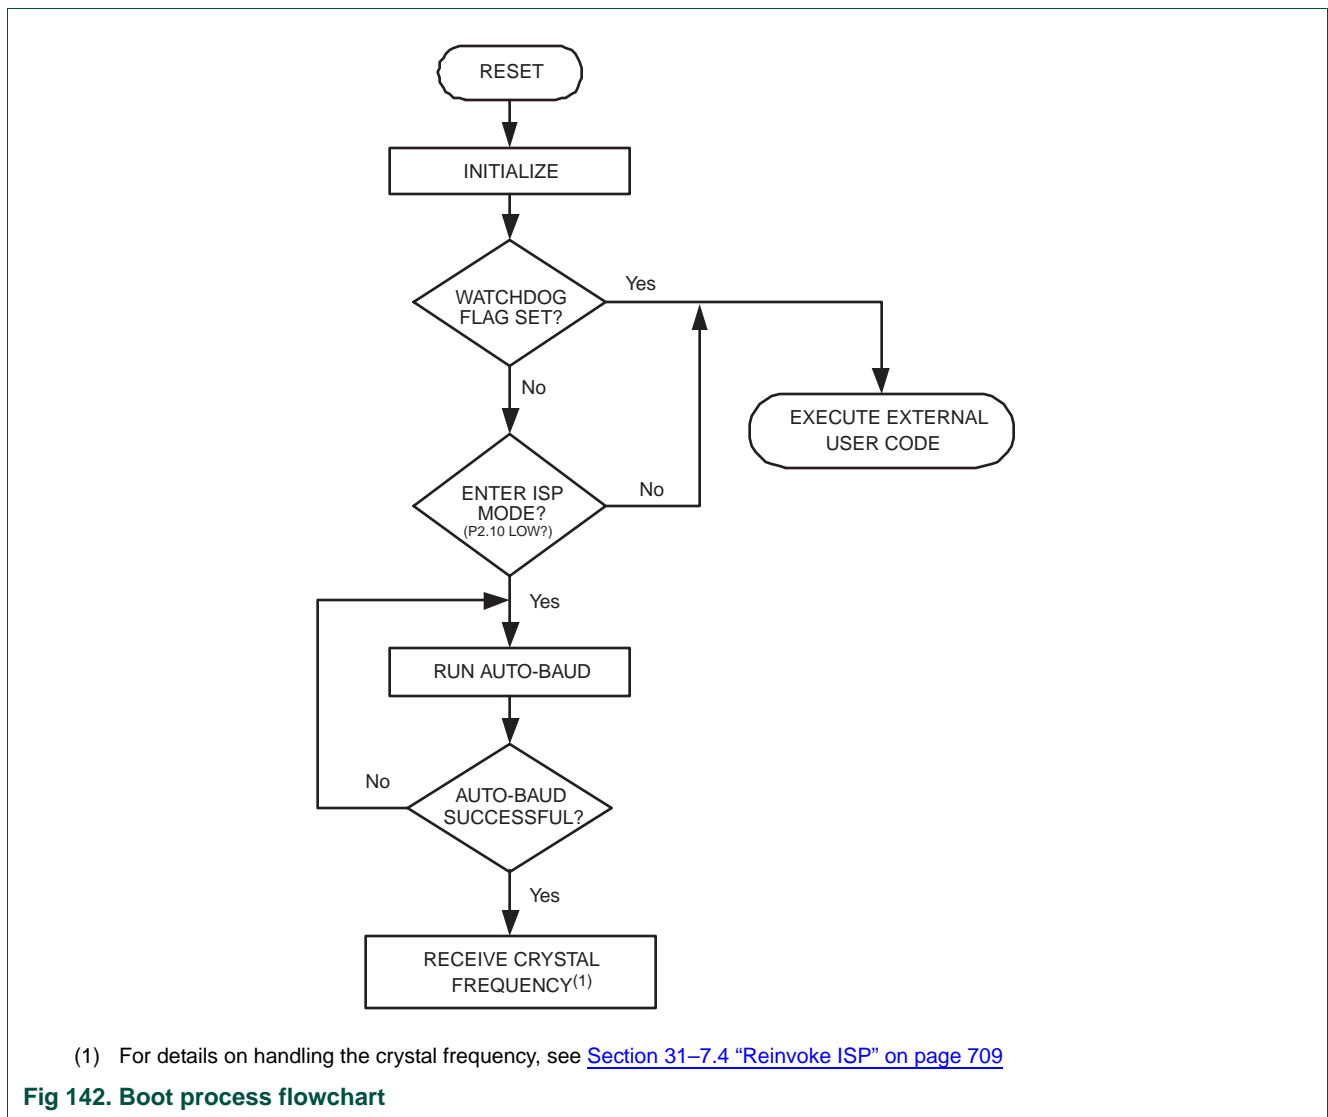 RESET
INITIALIZE
WATCHDOG
FLAG SET?
Yes
No
EXECUTE EXTERNAL
USER CODE
ENTER ISP
MODE?
(P2.10 LOW?)
No
Yes
RUN AUTO-BAUD
No
AUTO-BAUD
SUCCESSFUL?
Yes
RECEIVE CRYSTAL
FREQUENCY(1)
(1) For details on handling the crystal frequency, see Section 31–7.4 “Reinvoke ISP” on page 709
Fig 142. Boot process flowchart